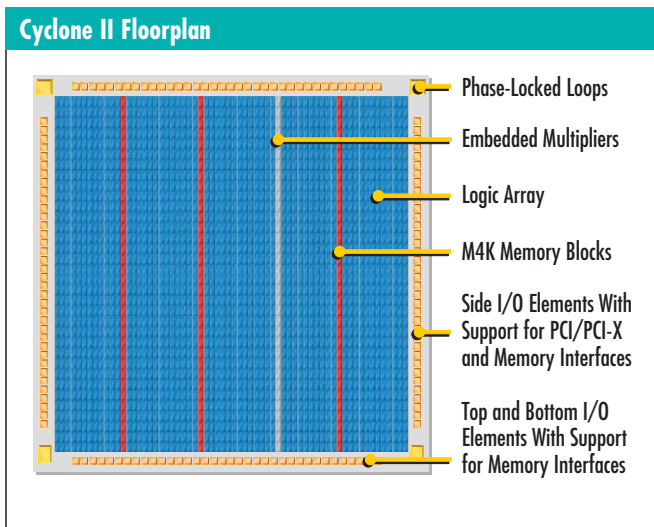 Cyclone II Floorplan
Phase-Locked Loops
Embedded Multipliers
Logic Array
M4K Memory Blocks
Side I/O Elements With
Support for PCI/PCI-X
and Memory Interfaces
Top and Bottom I/O
Elements With Support
for Memory Interfaces